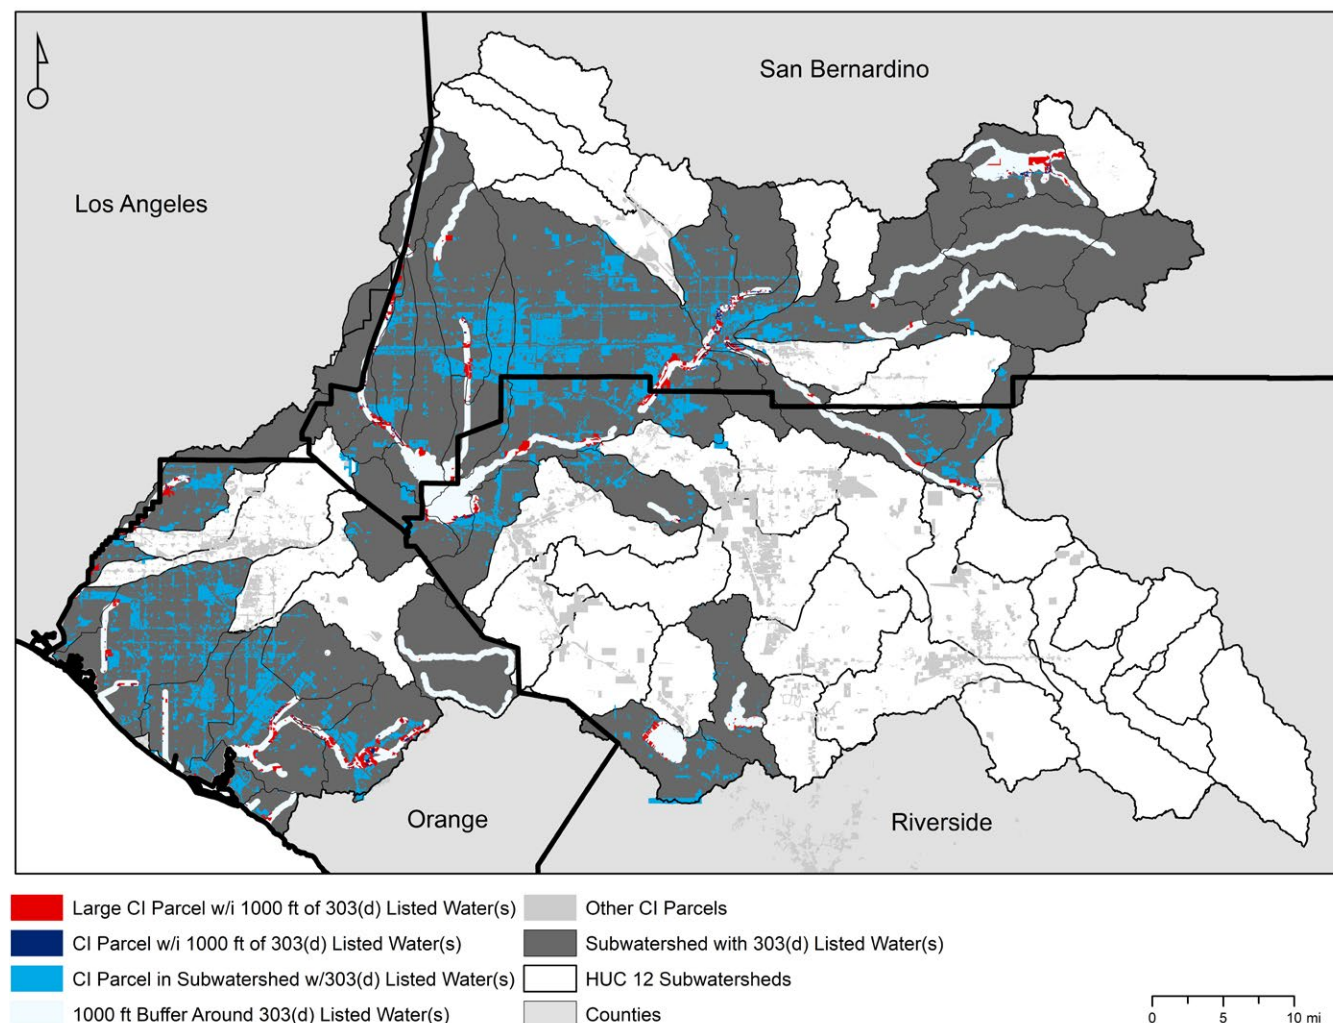 San Bernardino
Los Angeles
Orange
Riverside
Large CI Parcel w/i 1000 ft of 303(d) Listed Water(s)
CI Parcel w/i 1000 ft of 303(d) Listed Water(s)
CI Parcel in Subwatershed w/303(d) Listed Water(s)
1000 ft Buffer Around 303(d) Listed Water(s)
Other CI Parcels
Subwatershed with 303(d) Listed Water(s)
HUC 12 Subwatersheds
Counties
0 5 10 mi